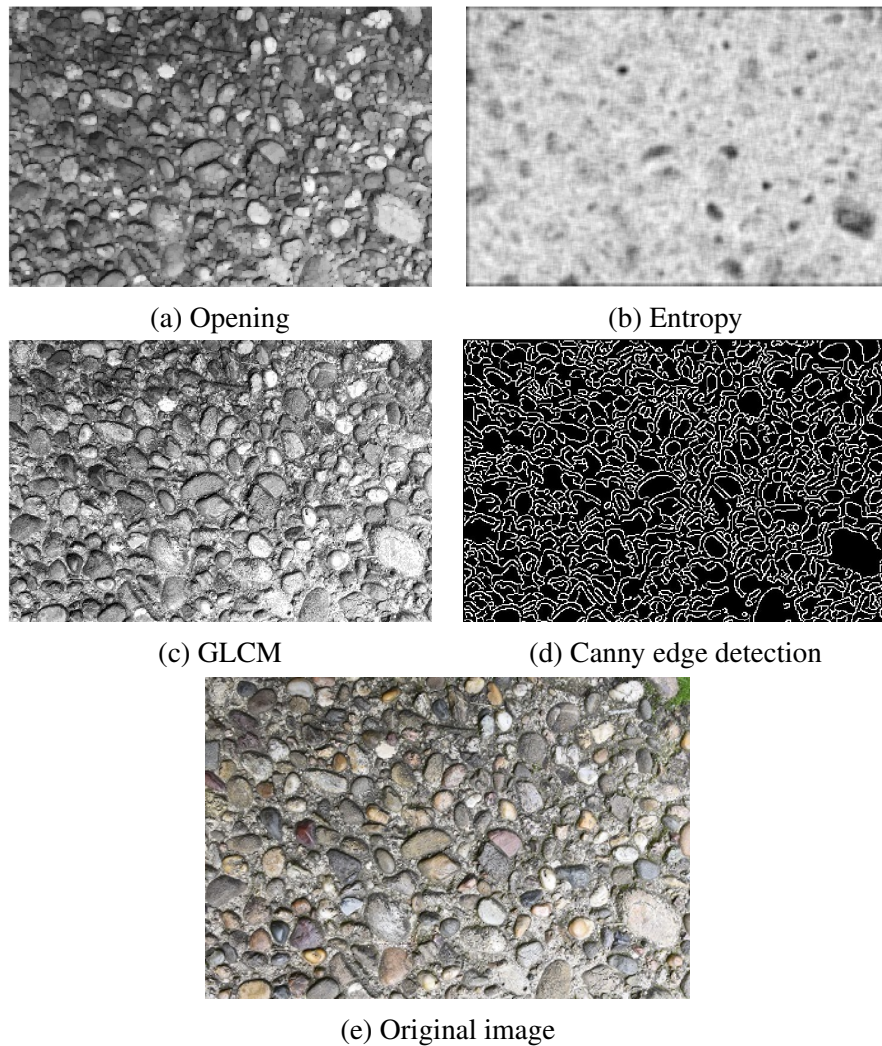 (a) Opening
(b) Entropy
(c) GLCM
(d) Canny edge detection
(e) Original image